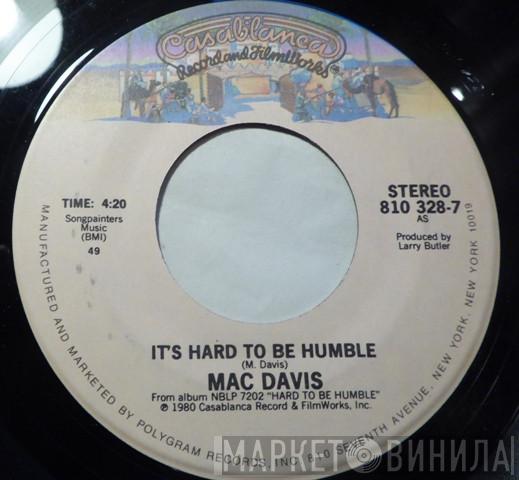 Casablanca
Record and FilmWorks
TIME: 4:20
Songpainters
Music
(BMI)
49
STEREO
810 328-7
AS
Produced by
Larry Butler
IT'S HARD TO BE HUMBLE
(M. Davis)
MAC DAVIS
From album NBLP 7202 "HARD TO BE HUMBLE"
℗ 1980 Casablanca Record & FilmWorks, Inc.
MANUFACTURED AND MARKETED BY POLYGRAM RECORDS, INC. 810 SEVENTH AVENUE, NEW YORK, NEW YORK 10019
МАРКЕТОВИНИЛА